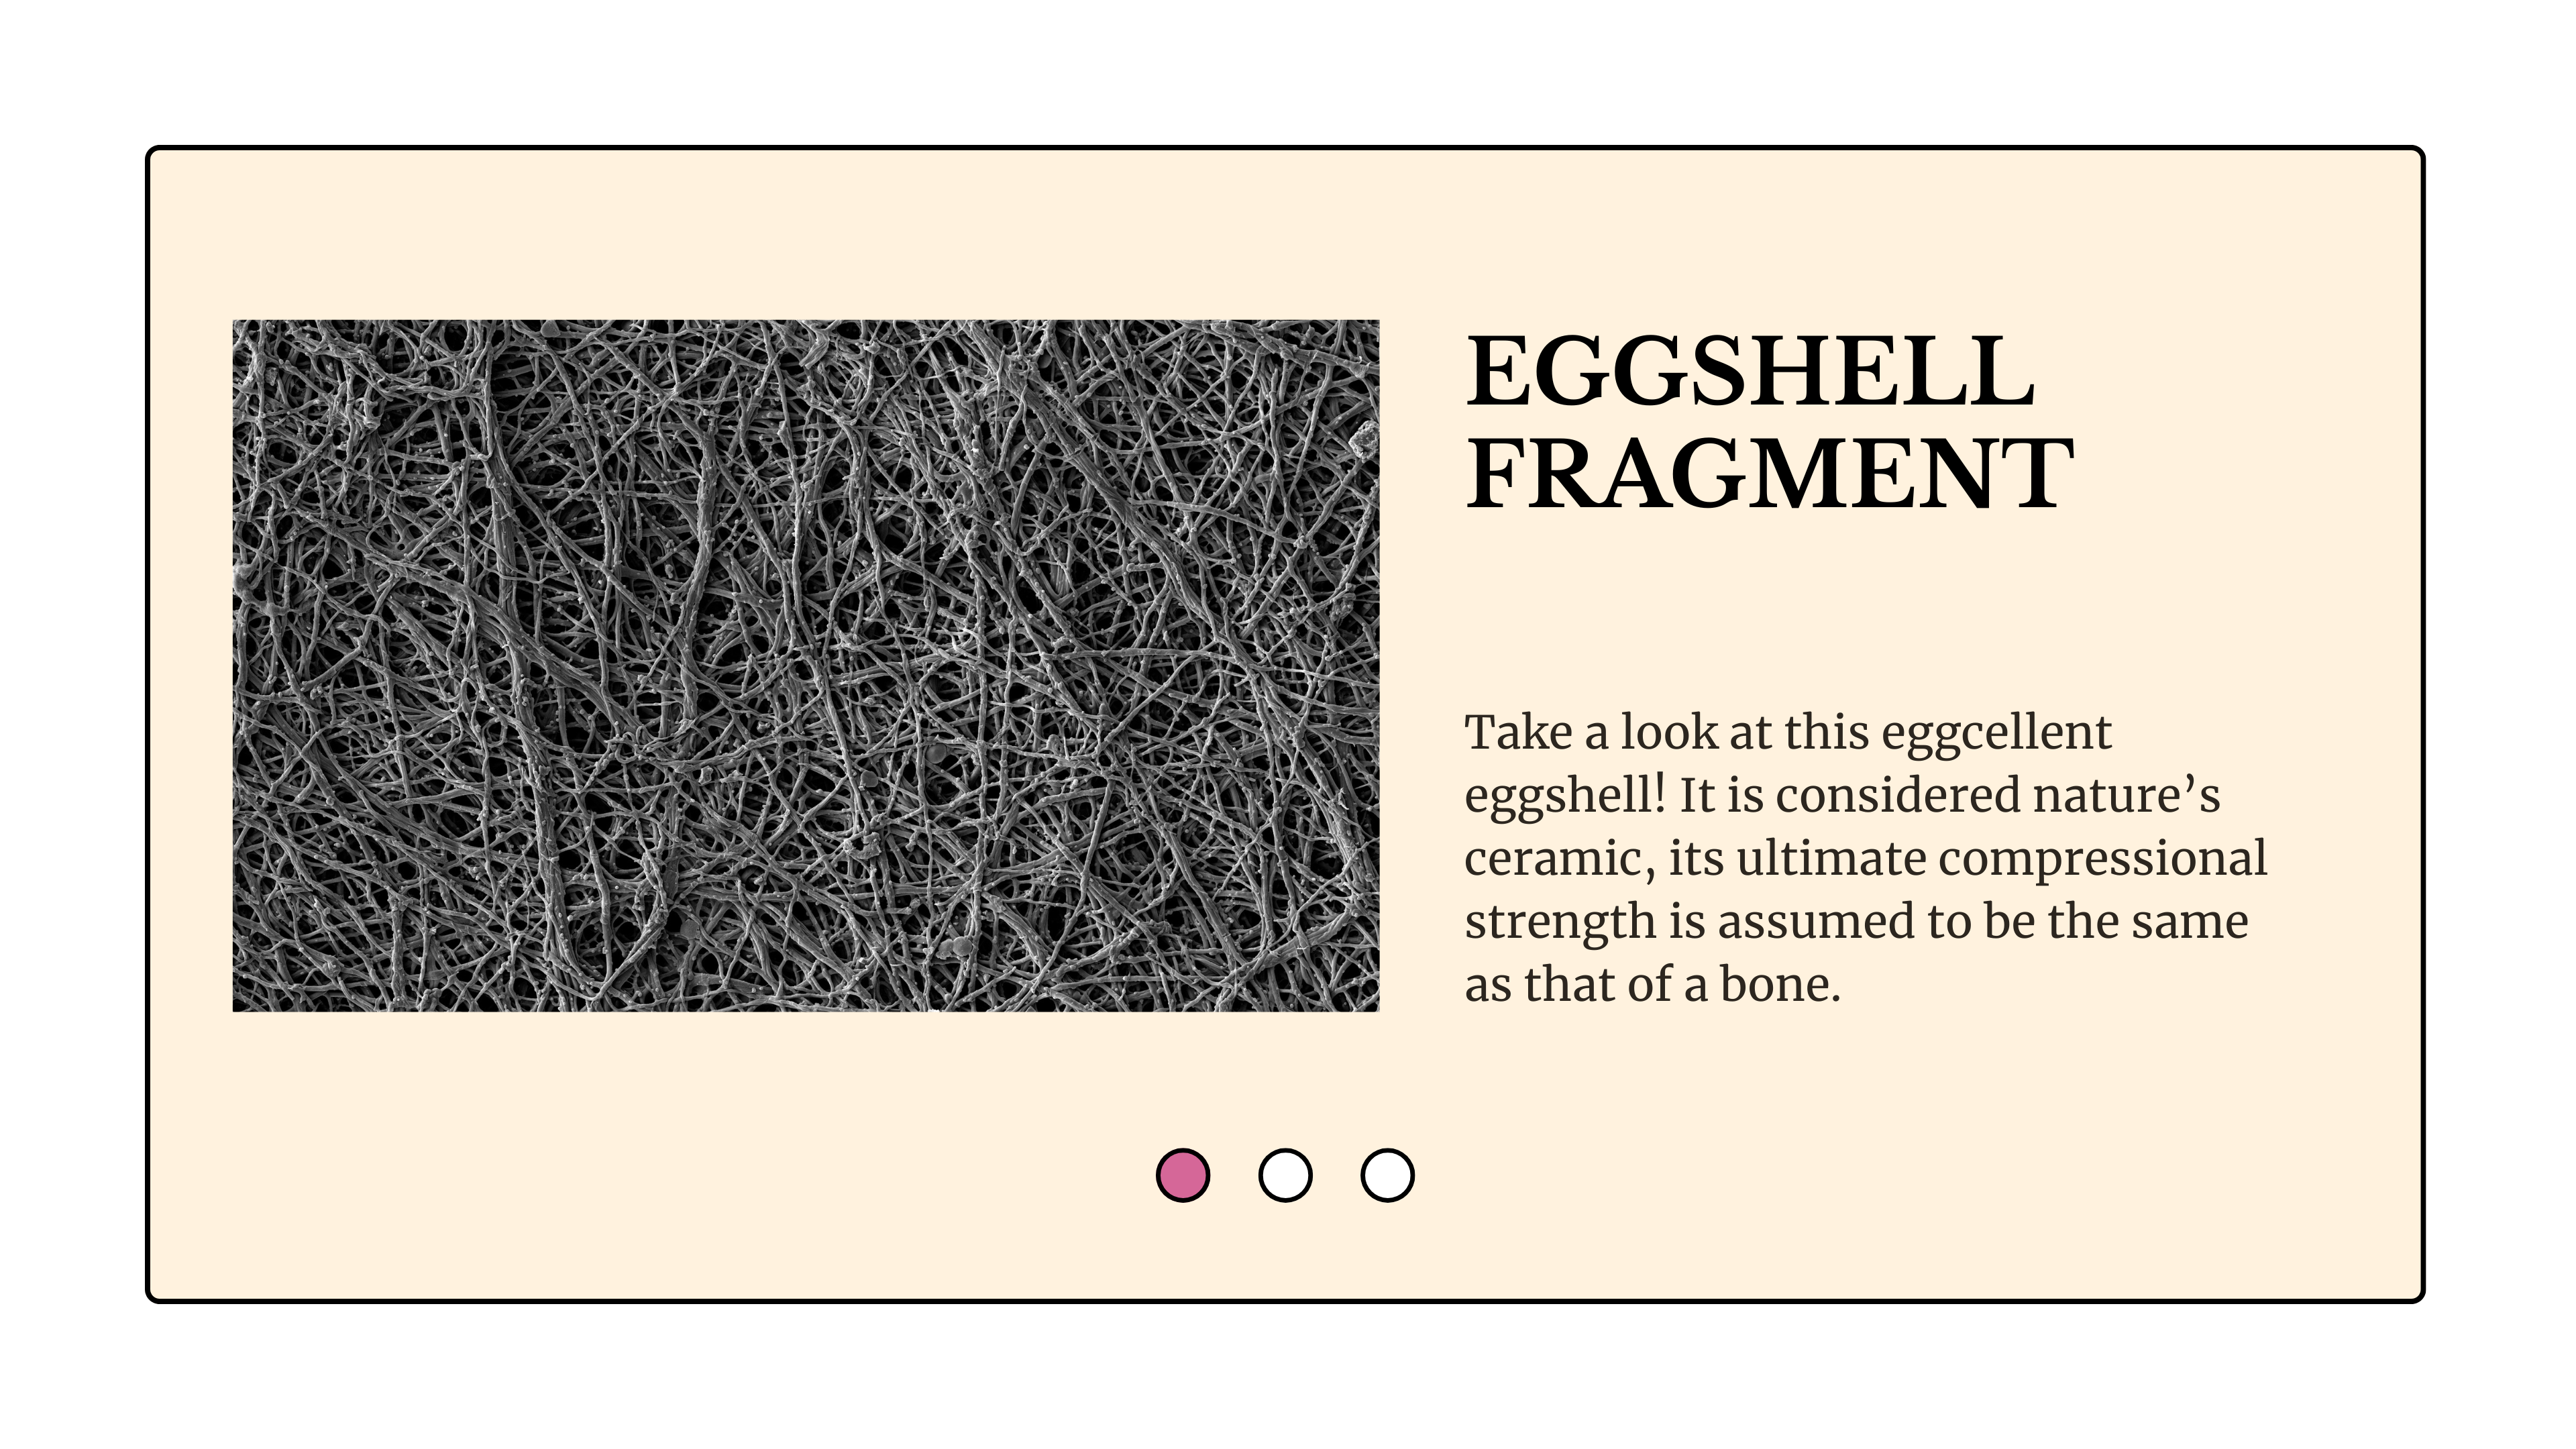 EGGSHELL
FRAGMENT
Take a look at this eggcellent
eggshell! It is considered nature’s
ceramic, its ultimate compressional
strength is assumed to be the same
as that of a bone.